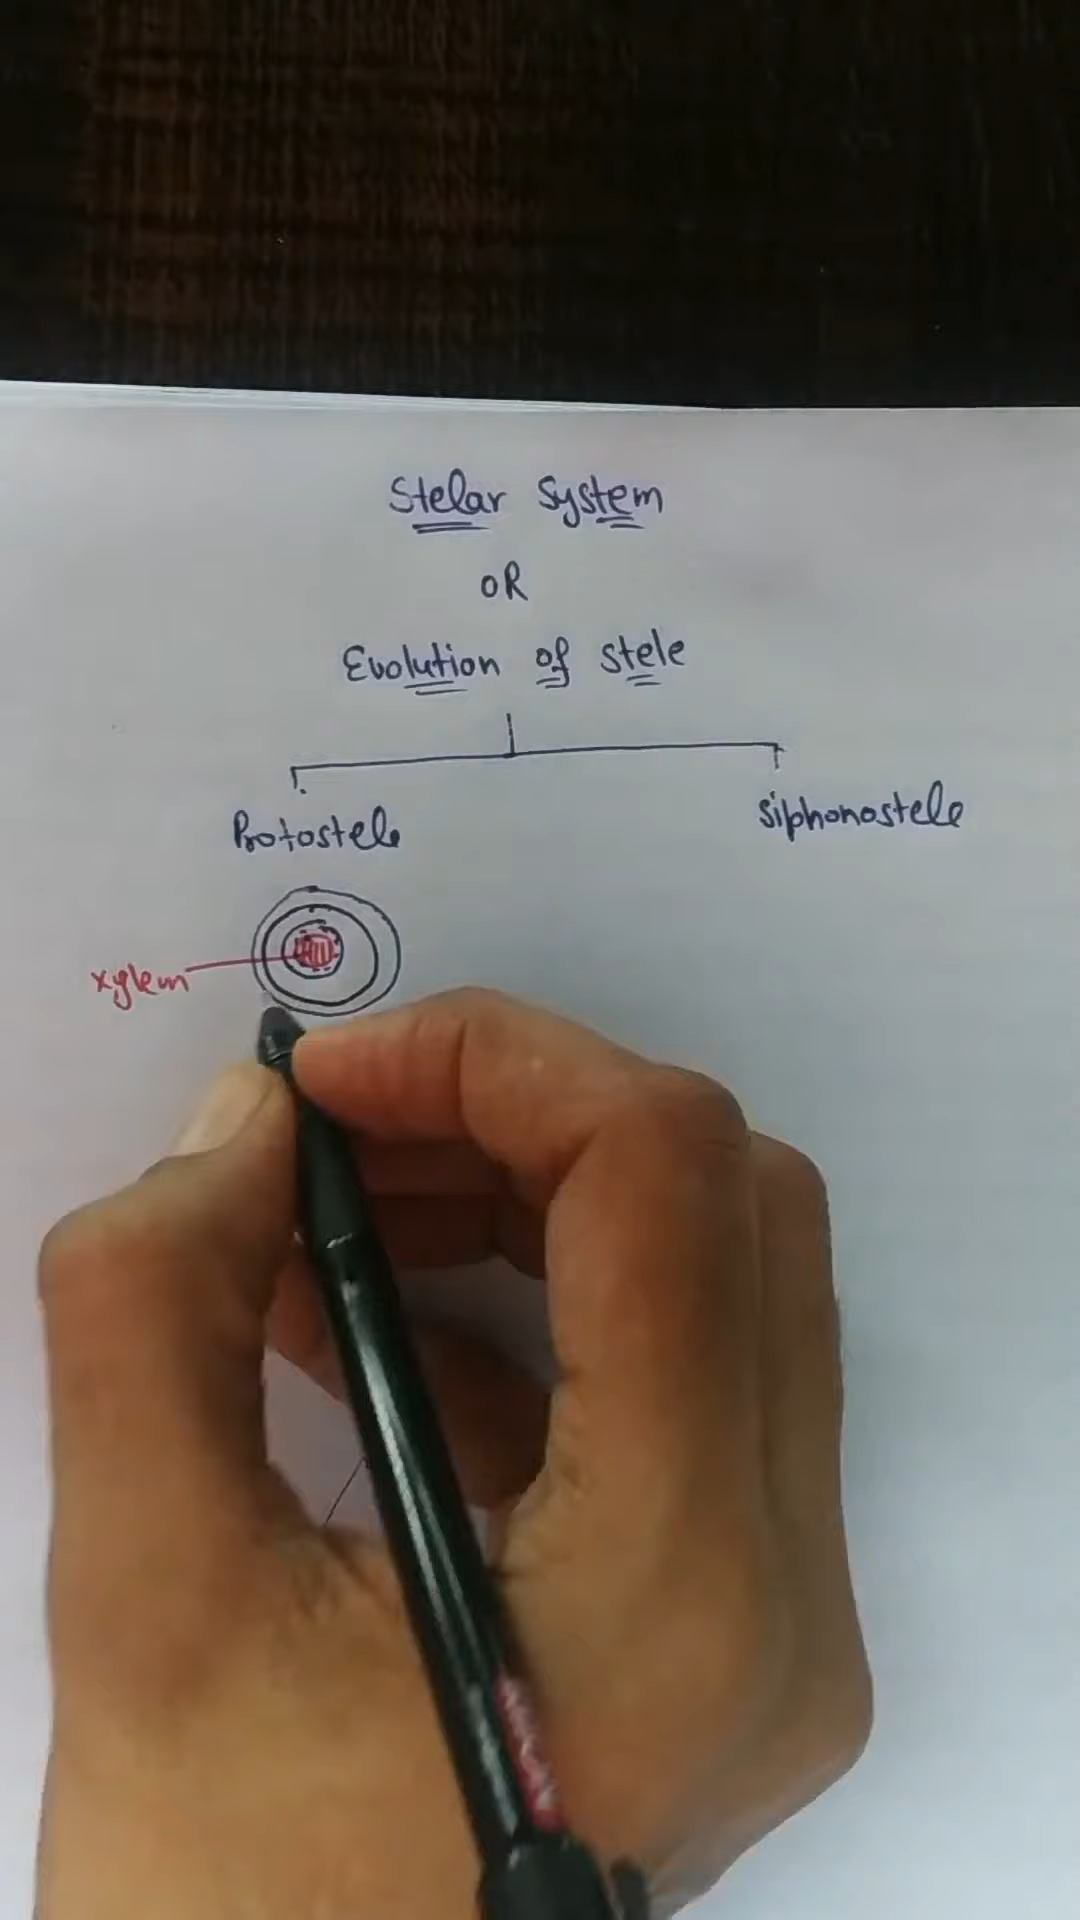 Stelar System
OR
Evolution of stele
Protostele
Siphonostele
xylem